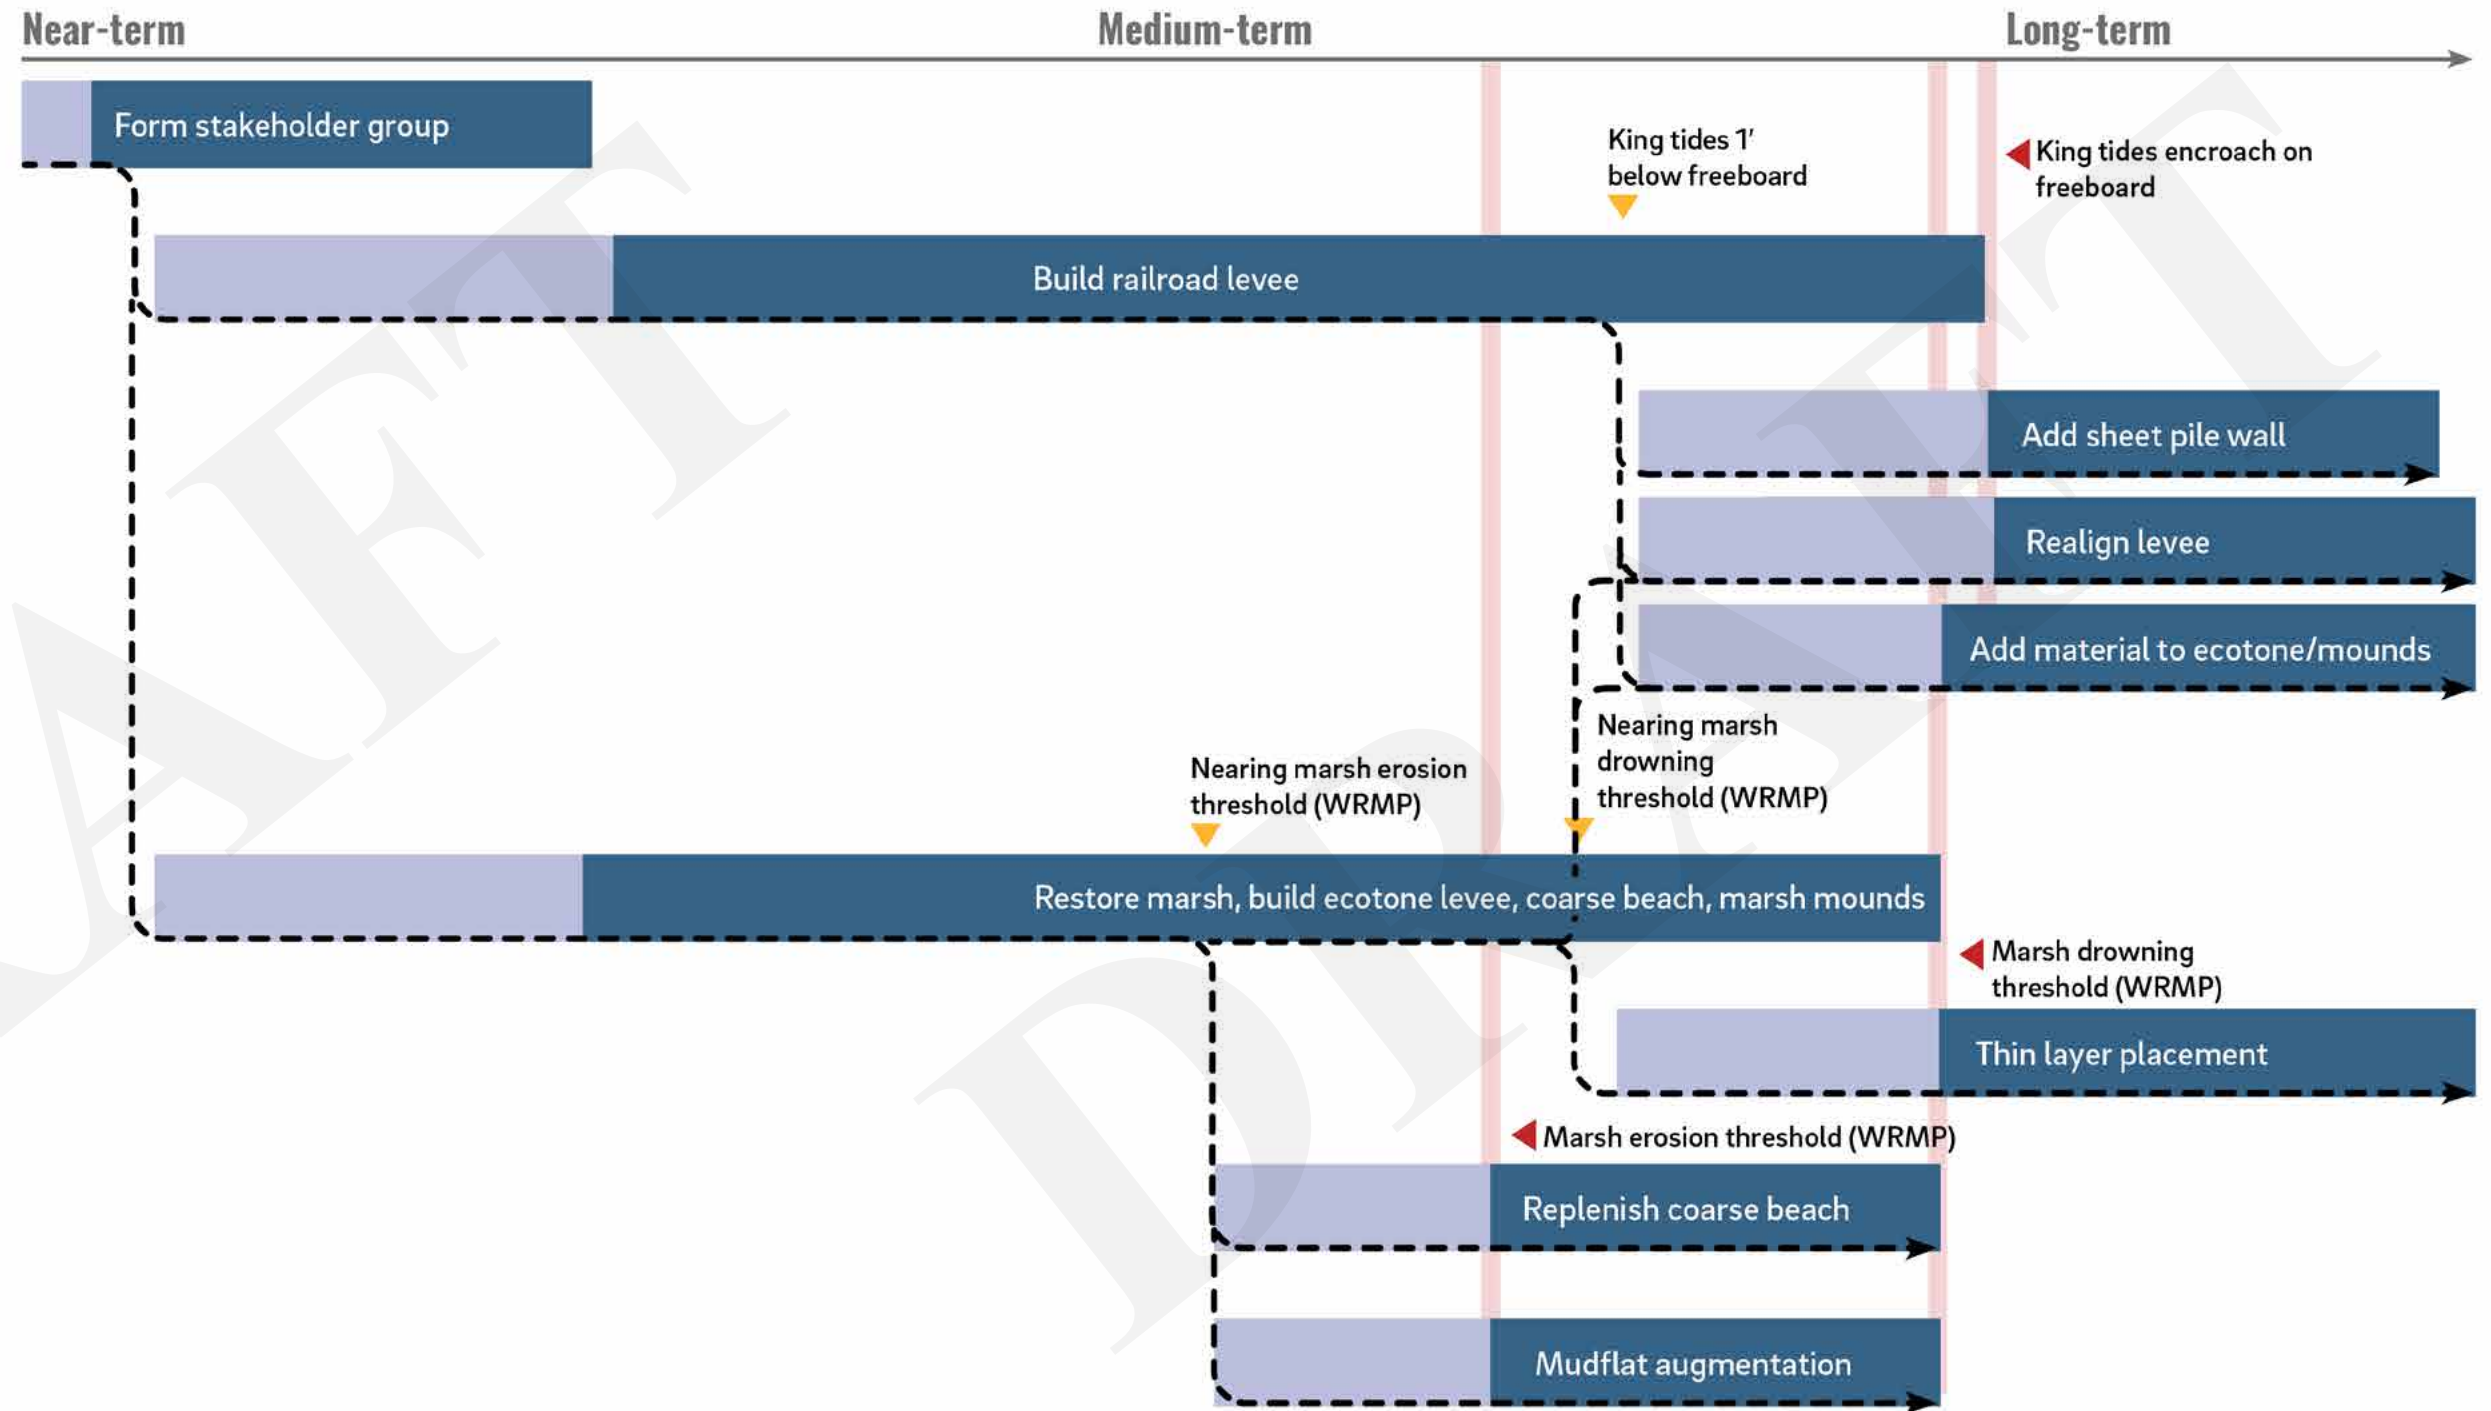 Near-term
Medium-term
Long-term
Form stakeholder group
King tides 1'
below freeboard
King tides encroach on
freeboard
Build railroad levee
Add sheet pile wall
Realign levee
Add material to ecotone/mounds
Nearing marsh
drowning
threshold (WRMP)
Nearing marsh erosion
threshold (WRMP)
Restore marsh, build ecotone levee, coarse beach, marsh mounds
Marsh drowning
threshold (WRMP)
Thin layer placement
Marsh erosion threshold (WRMP)
Replenish coarse beach
Mudflat augmentation
AFT
DRAFT